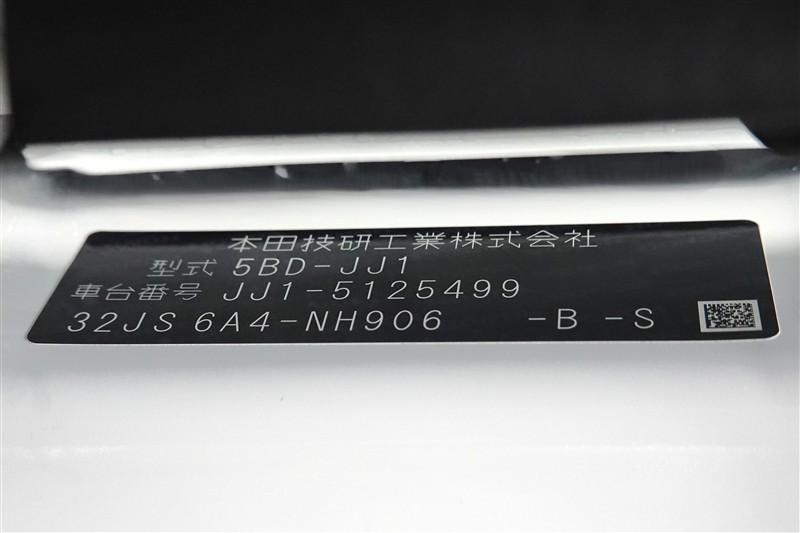 本田技研工業株式会社
型式 5BD-JJ1
車台番号 JJ1-5125499
32JS 6A4-NH906 -B -S